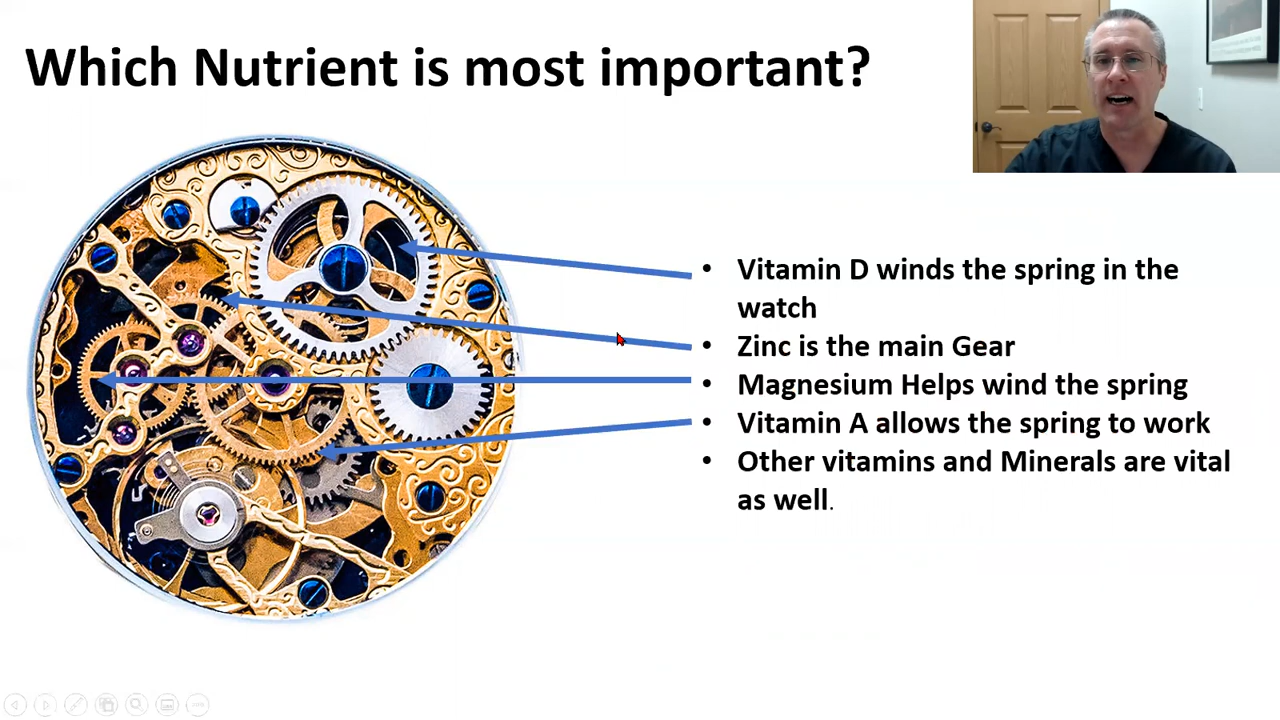 Which Nutrient is most important?
• Vitamin D winds the spring in the
watch
• Zinc is the main Gear
• Magnesium Helps wind the spring
• Vitamin A allows the spring to work
• Other vitamins and Minerals are vital
as well.